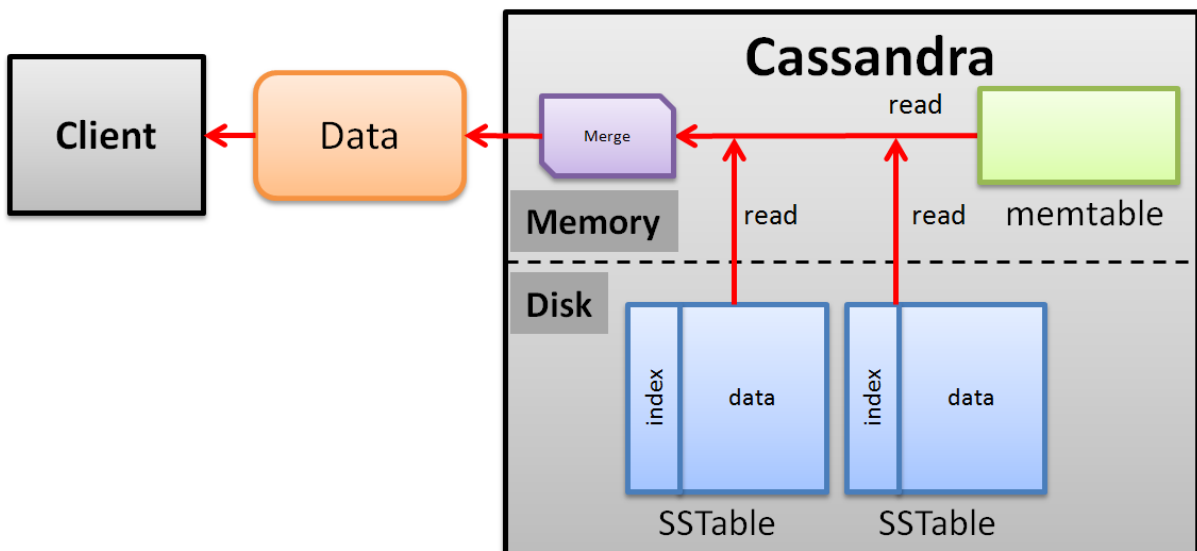 Cassandra
Client
Data
Merge
read
memtable
Memory
read
read
Disk
index
data
index
data
SSTable
SSTable